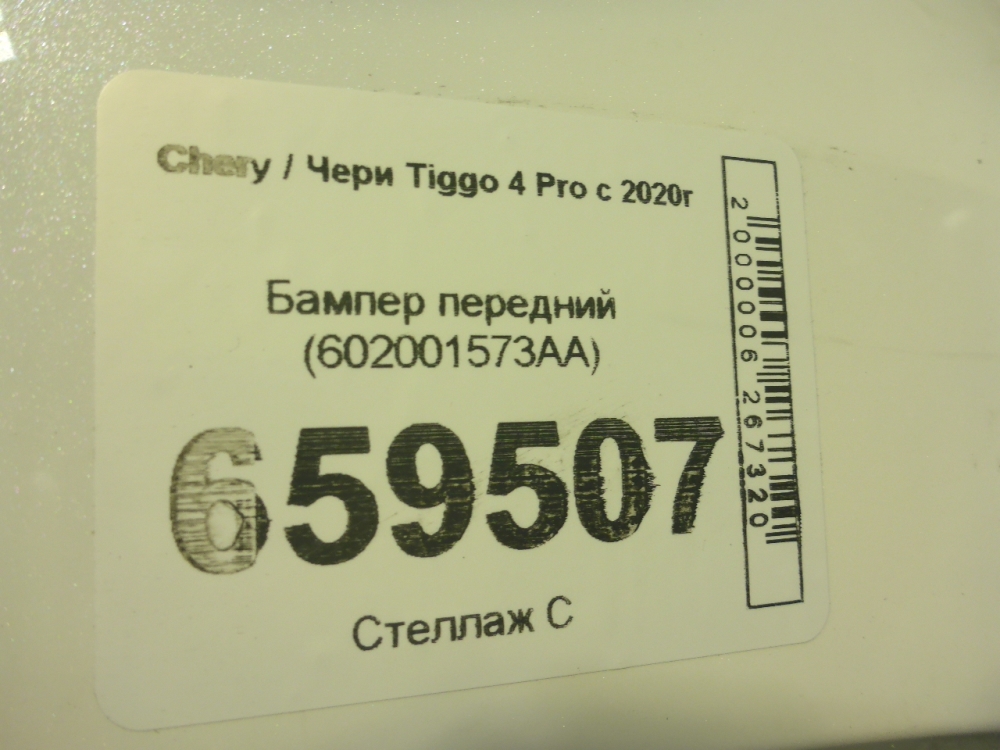 Chery / Чери Tiggo 4 Pro с 2020г
Бампер передний
(602001573AA)
659507
Стеллаж С
2000006267320